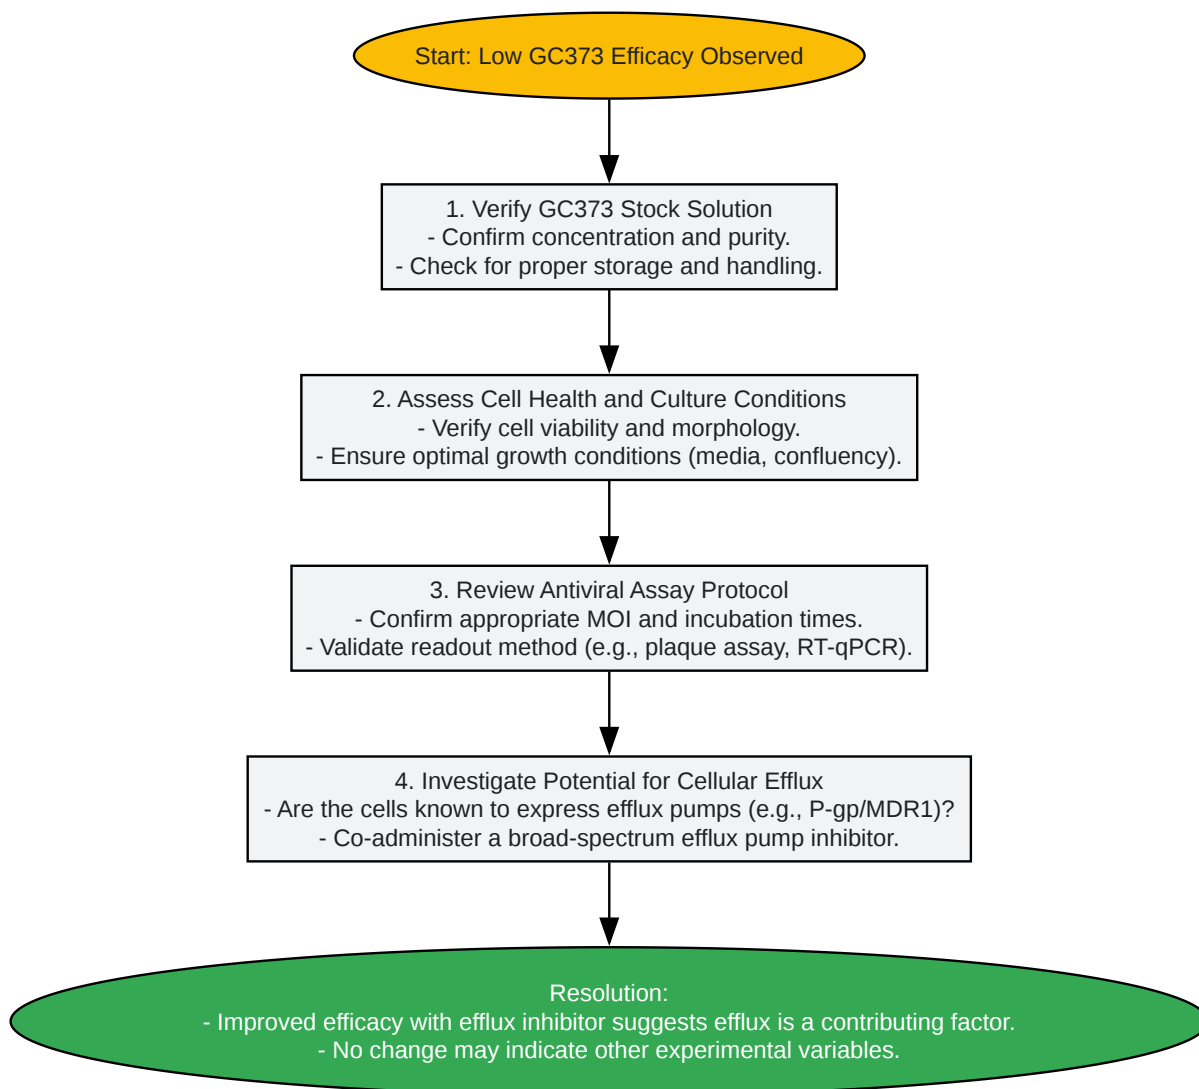 Start: Low GC373 Efficacy Observed
1. Verify GC373 Stock Solution
- Confirm concentration and purity.
- Check for proper storage and handling.
2. Assess Cell Health and Culture Conditions
- Verify cell viability and morphology.
- Ensure optimal growth conditions (media, confluency).
3. Review Antiviral Assay Protocol
- Confirm appropriate MOI and incubation times.
- Validate readout method (e.g., plaque assay, RT-qPCR).
4. Investigate Potential for Cellular Efflux
- Are the cells known to express efflux pumps (e.g., P-gp/MDR1)?
- Co-administer a broad-spectrum efflux pump inhibitor.
Resolution:
- Improved efficacy with efflux inhibitor suggests efflux is a contributing factor.
- No change may indicate other experimental variables.